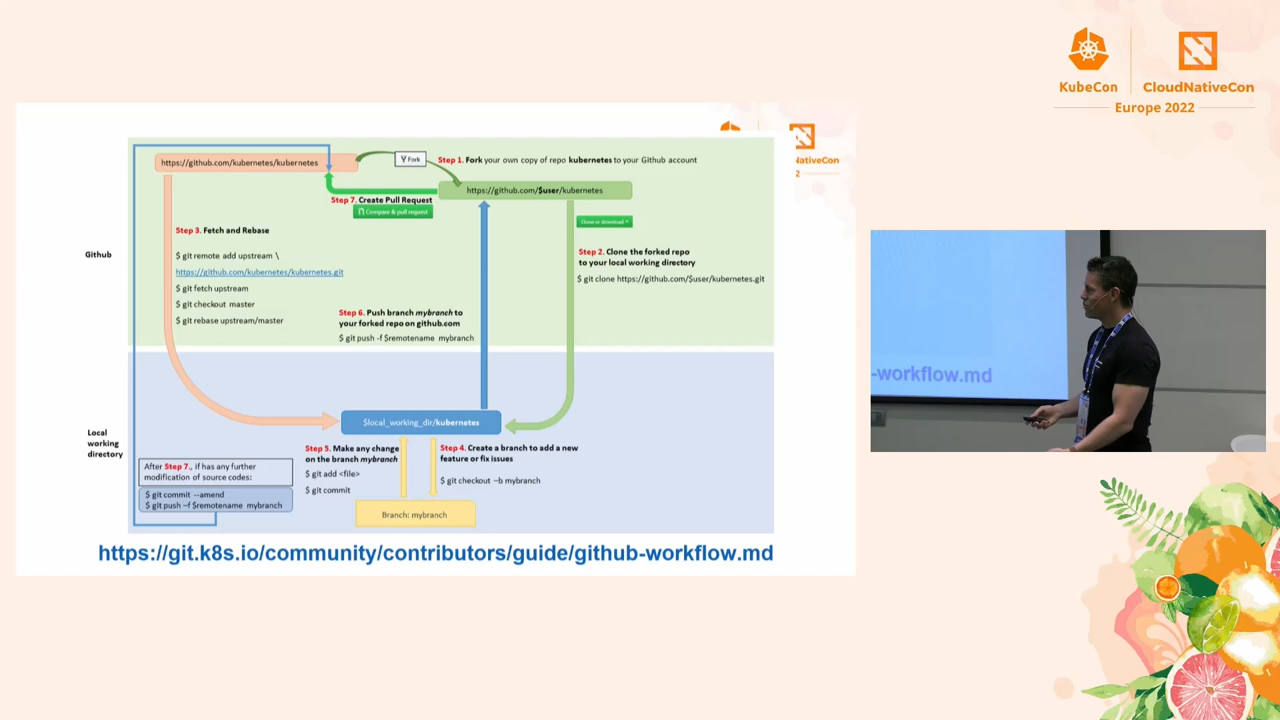 KubeCon
CloudNativeCon
Europe 2022
NativeCon
2
https://github.com/kubernetes/kubernetes
Fork
Step 1. Fork your own copy of repo kubernetes to your Github account
https://github.com/$user/kubernetes
Step 7. Create Pull Request
Compare & pull request
Clone or download
Step 3. Fetch and Rebase
$ git remote add upstream \
https://github.com/kubernetes/kubernetes.git
$ git fetch upstream
$ git checkout master
$ git rebase upstream/master
Github
Step 2. Clone the forked repo
to your local working directory
$ git clone https://github.com/$user/kubernetes.git
Step 6. Push branch mybranch to
your forked repo on github.com
$ git push -f $remotename mybranch
$local_working_dir/kubernetes
Local
working
directory
Step 5. Make any change
on the branch mybranch
$ git add <file>
$ git commit
Step 4. Create a branch to add a new
feature or fix issues
$ git checkout –b mybranch
After Step 7., if has any further
modification of source codes:
$ git commit --amend
$ git push –f $remotename mybranch
Branch: mybranch
https://git.k8s.io/community/contributors/guide/github-workflow.md
-workflow.md